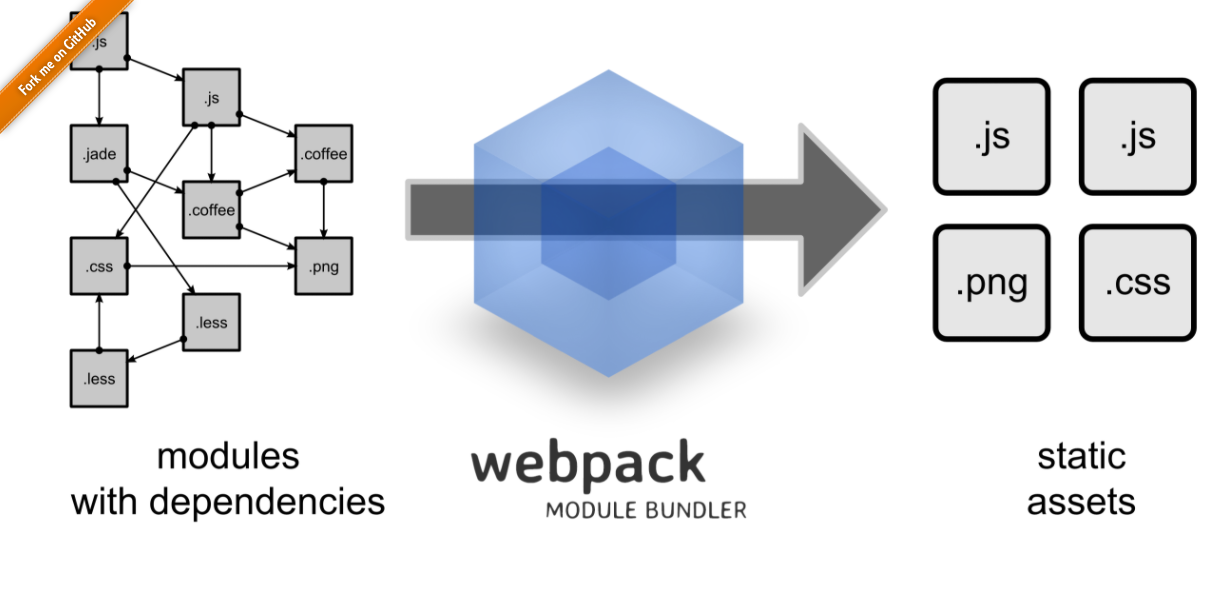 Fork me on GitHub
.js
.js
.jade
.coffee
.coffee
.css
.png
.less
.less
modules
with dependencies
webpack
MODULE BUNDLER
.js
.js
.png
.css
static
assets